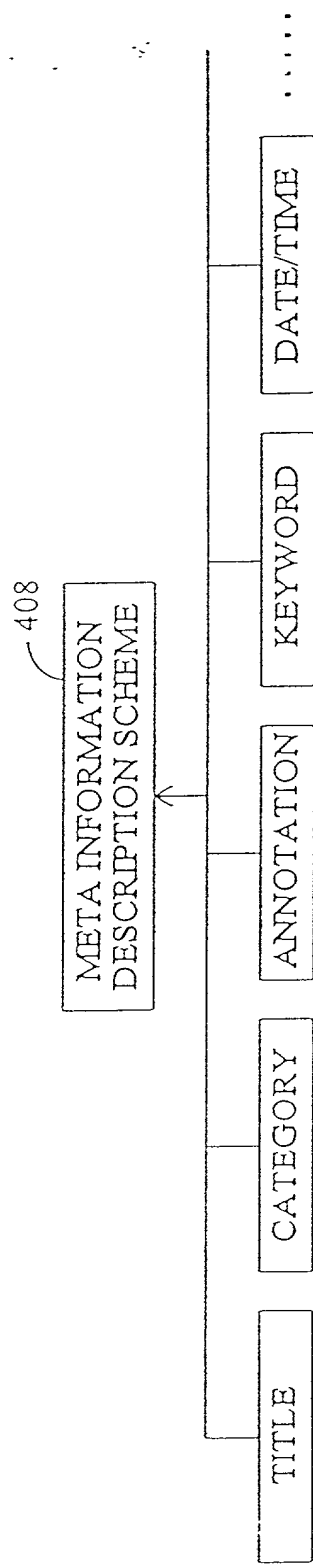 408
META INFORMATION
DESCRIPTION SCHEME
TITLE
CATEGORY
ANNOTATION
KEYWORD
DATE/TIME
.....